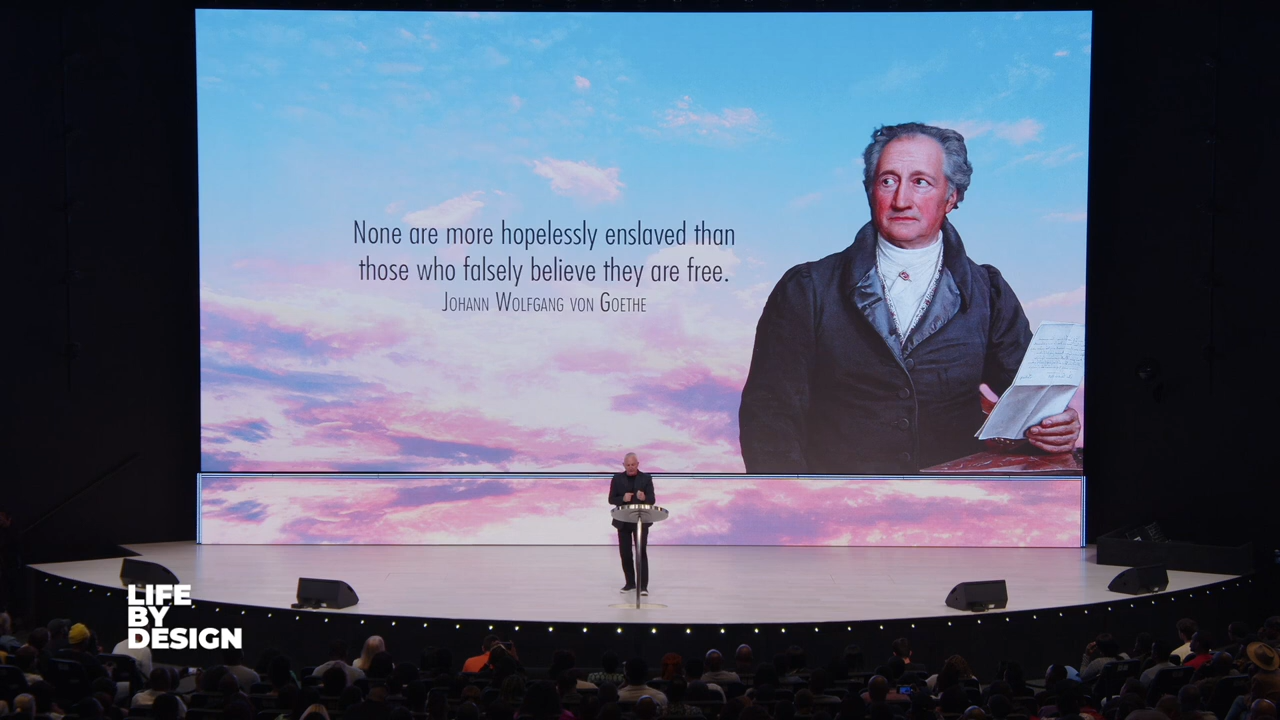 None are more hopelessly enslaved than
those who falsely believe they are free.
Johann Wolfgang von Goethe
LIFE
BY
DESIGN